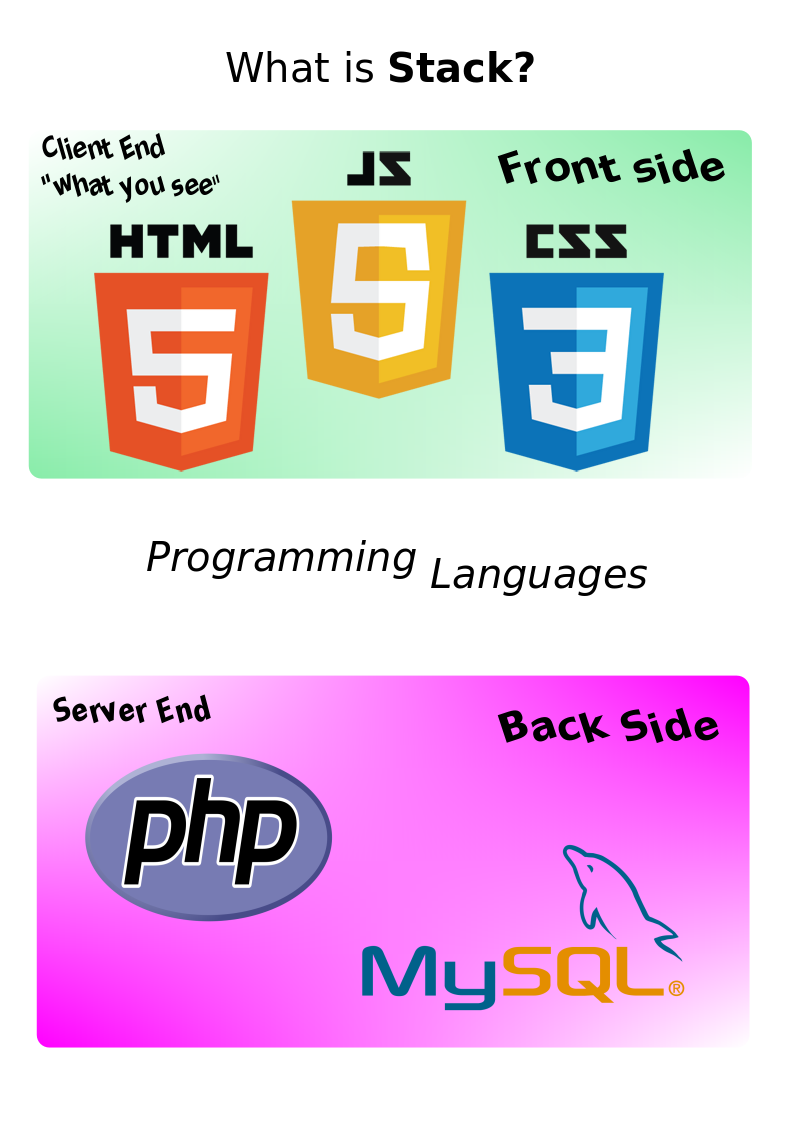 What is Stack?
Client End
"what you see"
Front side
JS
HTML
CSS
5
5
3
Programming Languages
Server End
Back Side
php
MySQL®